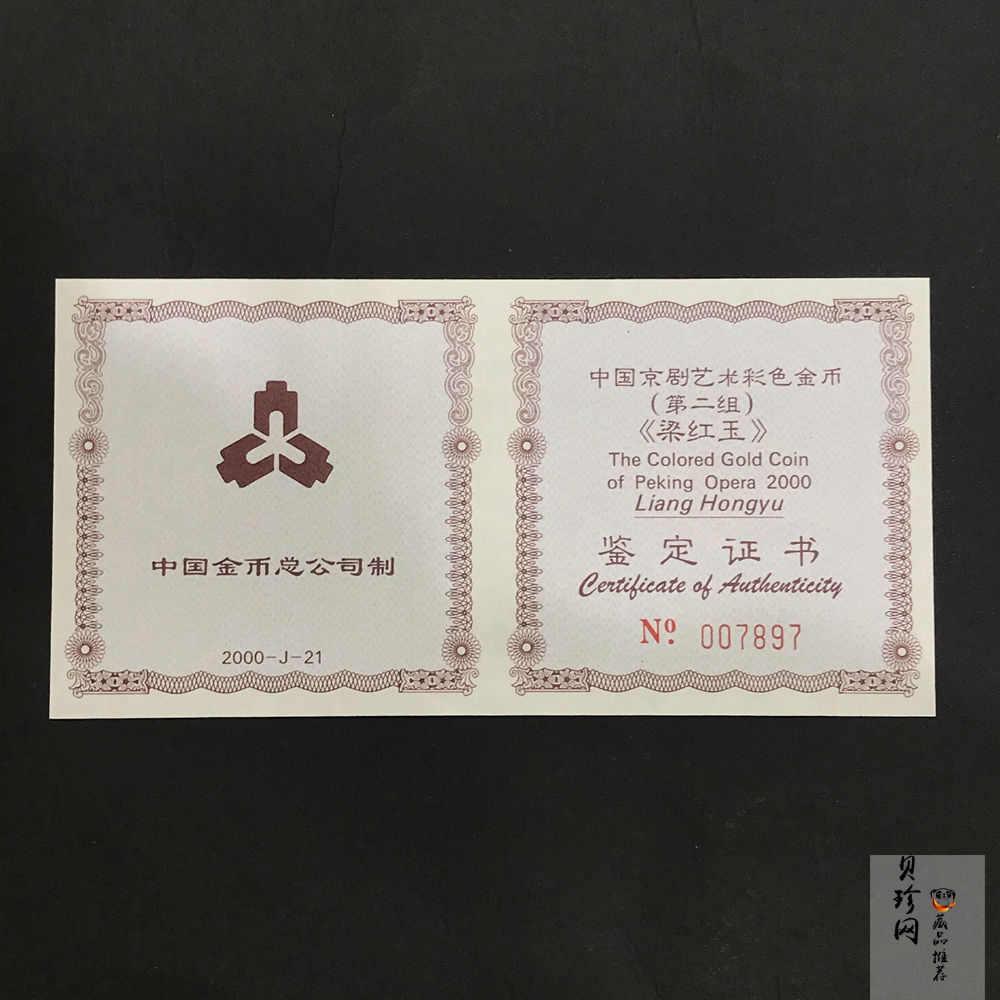 中国金币总公司制
2000-J-21
中国京剧艺术彩色金币
(第二组)
《梁红玉》
The Colored Gold Coin
of Peking Opera 2000
Liang Hongyu
鉴定证书
Certificate of Authenticity
Nº 007897
贝珍网
藏品推荐